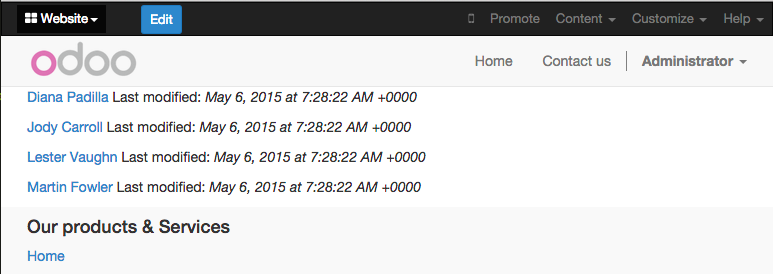 Website
Edit
Promote Content Customize Help
odoo
Home Contact us Administrator
Diana Padilla Last modified: May 6, 2015 at 7:28:22 AM +0000
Jody Carroll Last modified: May 6, 2015 at 7:28:22 AM +0000
Lester Vaughn Last modified: May 6, 2015 at 7:28:22 AM +0000
Martin Fowler Last modified: May 6, 2015 at 7:28:22 AM +0000
Our products & Services
Home